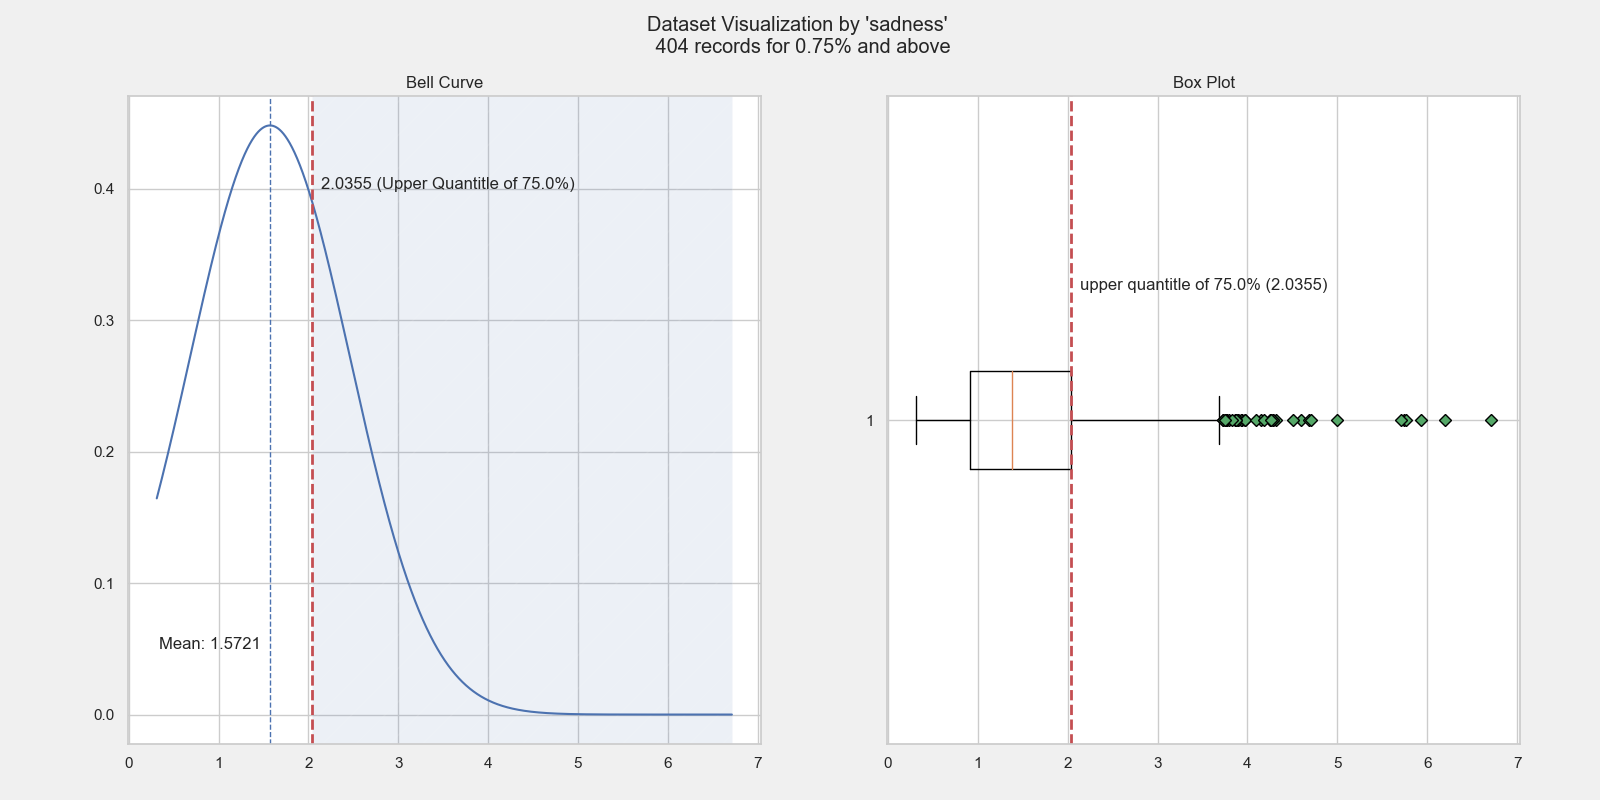 Dataset Visualization by 'sadness'
404 records for 0.75% and above
Bell Curve
0.4
0.3
0.2
0.1
0.0
2.0355 (Upper Quantitle of 75.0%)
Mean: 1.5721
0 1 2 3 4 5 6 7
Box Plot
upper quantitle of 75.0% (2.0355)
1
0 1 2 3 4 5 6 7